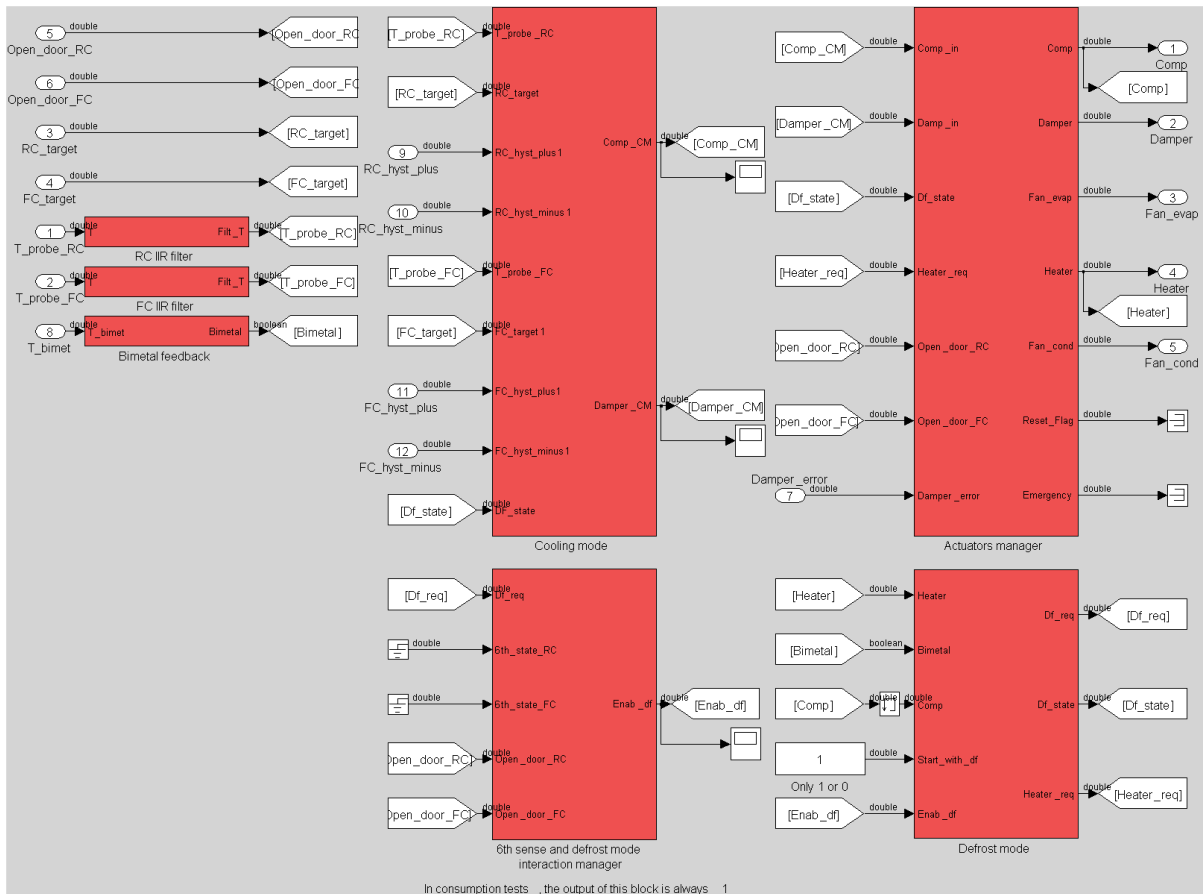 5
double
[Open_door_RC
Open_door_RC
6
double
[Open_door_FC
Open_door_FC
3
double
[RC_target]
RC_target
4
double
[FC_target]
FC_target
1
double
T
Filt_T
double
[T_probe_RC]
T_probe_RC
RC IIR filter
2
double
T
Filt_T
double
[T_probe_FC]
T_probe_FC
FC IIR filter
8
double
T_bimet
Bimetal
boolean
[Bimetal]
T_bimet
Bimetal feedback
[T_probe_RC]
double
T_probe_RC
[RC_target]
double
RC_target
9
double
RC_hyst_plus 1
RC_hyst_plus
10
double
RC_hyst_minus 1
RC_hyst_minus
[T_probe_FC]
double
T_probe_FC
[FC_target]
double
FC_target 1
11
double
FC_hyst_plus1
FC_hyst_plus
12
double
FC_hyst_minus 1
FC_hyst_minus
[Df_state]
double
DF_state
Comp_CM
double
[Comp_CM]
Damper_CM
double
[Damper_CM]
Cooling mode
[Comp_CM]
double
Comp_in
[Damper_CM]
double
Damp_in
[Df_state]
double
Df_state
[Heater_req]
double
Heater_req
Open_door_RC]
double
Open_door_RC
Open_door_FC]
double
Open_door_FC
Damper_error
7
double
Damper_error
Comp
double
1
Comp
[Comp]
Damper
double
2
Damper
Fan_evap
double
3
Fan_evap
Heater
double
4
Heater
[Heater]
Fan_cond
double
5
Fan_cond
Reset_Flag
double
Emergency
double
Actuators manager
[Df_req]
double
Df_req
double
6th_state_RC
double
6th_state_FC
Open_door_RC]
double
Open_door_RC
Open_door_FC]
double
Open_door_FC
Enab_df
double
[Enab_df]
6th sense and defrost mode
interaction manager
In consumption tests , the output of this block is always 1
[Heater]
double
Heater
[Bimetal]
boolean
Bimetal
[Comp]
double
double
Comp
1
double
Start_with_df
Only 1 or 0
[Enab_df]
double
Enab_df
Df_req
double
[Df_req]
Df_state
double
[Df_state]
Heater_req
double
[Heater_req]
Defrost mode